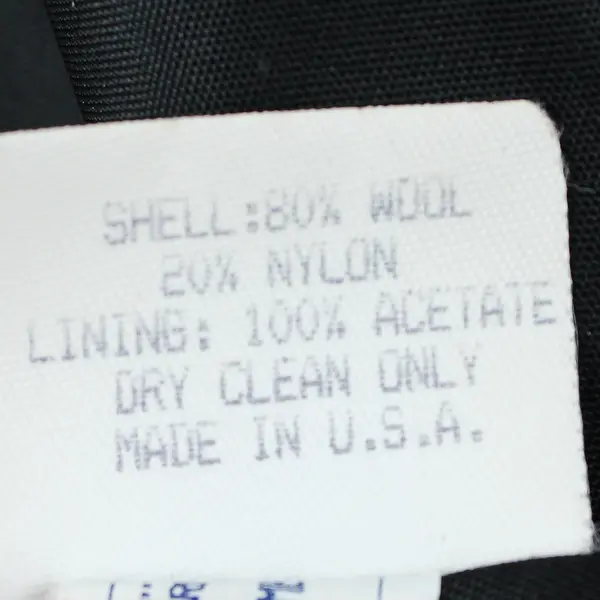 SHELL:80% WOOL
20% NYLON
LINING: 100% ACETATE
DRY CLEAN ONLY
MADE IN U.S.A.